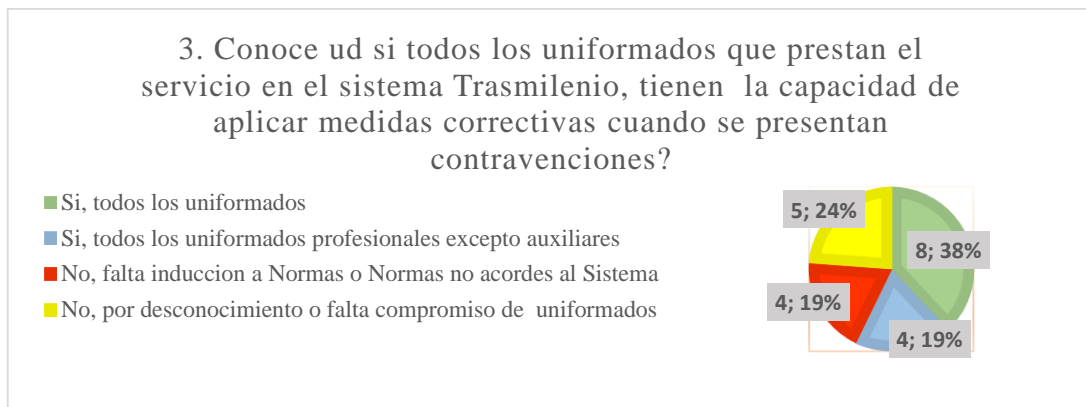 3. Conoce ud si todos los uniformados que prestan el
servicio en el sistema Trasmilenio, tienen la capacidad de
aplicar medidas correctivas cuando se presentan
contravenciones?
Si, todos los uniformados
Si, todos los uniformados profesionales excepto auxiliares
No, falta induccion a Normas o Normas no acordes al Sistema
No, por desconocimiento o falta compromiso de uniformados
5; 24%
8; 38%
4; 19%
4; 19%